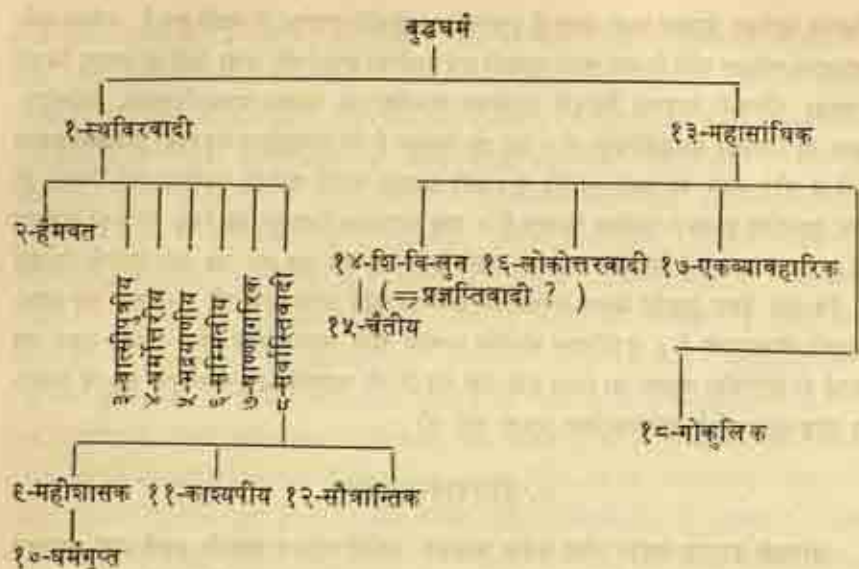 बुद्धधर्म
१-स्थविरवादी
१३-महासांघिक
२-हैमवत
३-वात्सीपुत्रीय
४-धर्मोत्तरीय
५-भद्रयाणीय
६-सम्मितीय
७-षाण्णागरिक
८-सर्वास्तिवादी
१४-शि-वि-लुन १६-लोकोत्तरवादी १७-एकव्यावहारिक
(=प्रज्ञप्तिवादी ? )
१५-चैतीय
१८-गोकुलिक
९-महीशासक ११-काश्यपीय १२-सौत्रान्तिक
१०-धर्मगुप्त